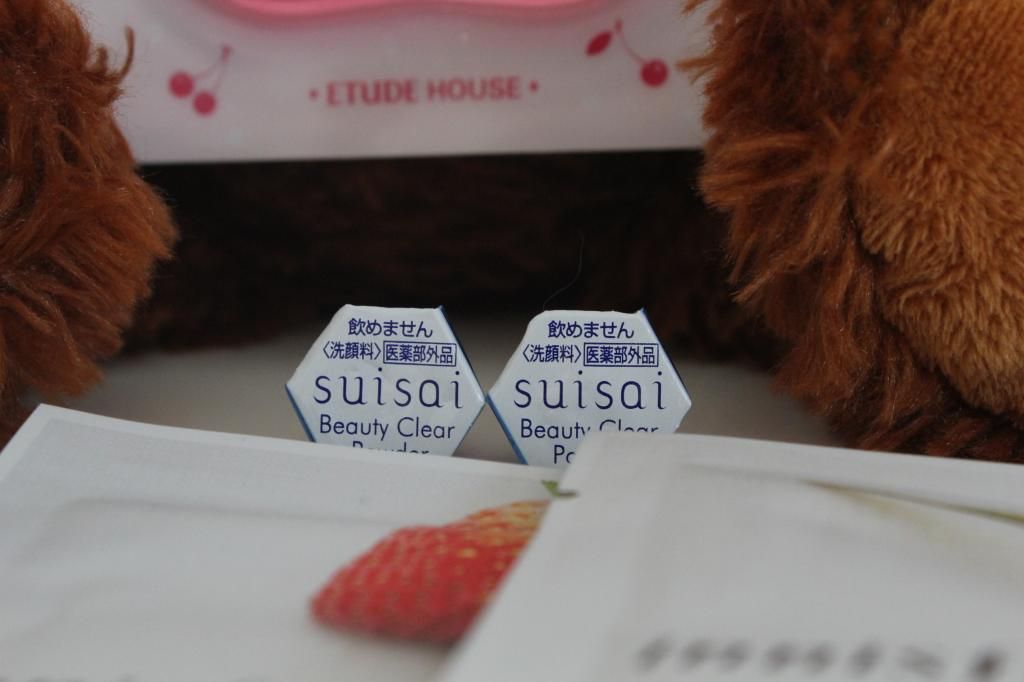 • ETUDE HOUSE •
飲めません
〈洗顔料〉 医薬部外品
suisai
Beauty Clear
Powder
飲めません
〈洗顔料〉 医薬部外品
suisai
Beauty Clear